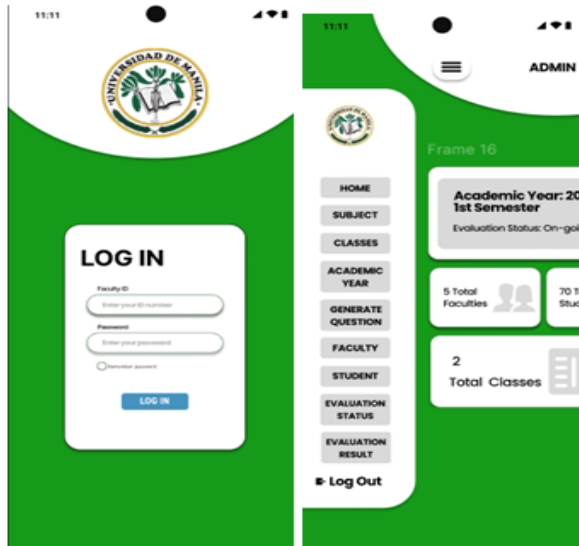 11:11
UNIVERSIDAD DE MANILA
LOG IN
Faculty ID
Enter your ID number
Password
Enter your password
Remember password
LOG IN
11:11
ADMIN
UNIVERSIDAD DE MANILA
Frame 16
HOME
SUBJECT
CLASSES
ACADEMIC
YEAR
GENERATE
QUESTION
FACULTY
STUDENT
EVALUATION
STATUS
EVALUATION
RESULT
Log Out
Academic Year: 20
1st Semester
Evaluation Status: On-goi
5 Total
Faculties
70 T
Stu
2
Total Classes